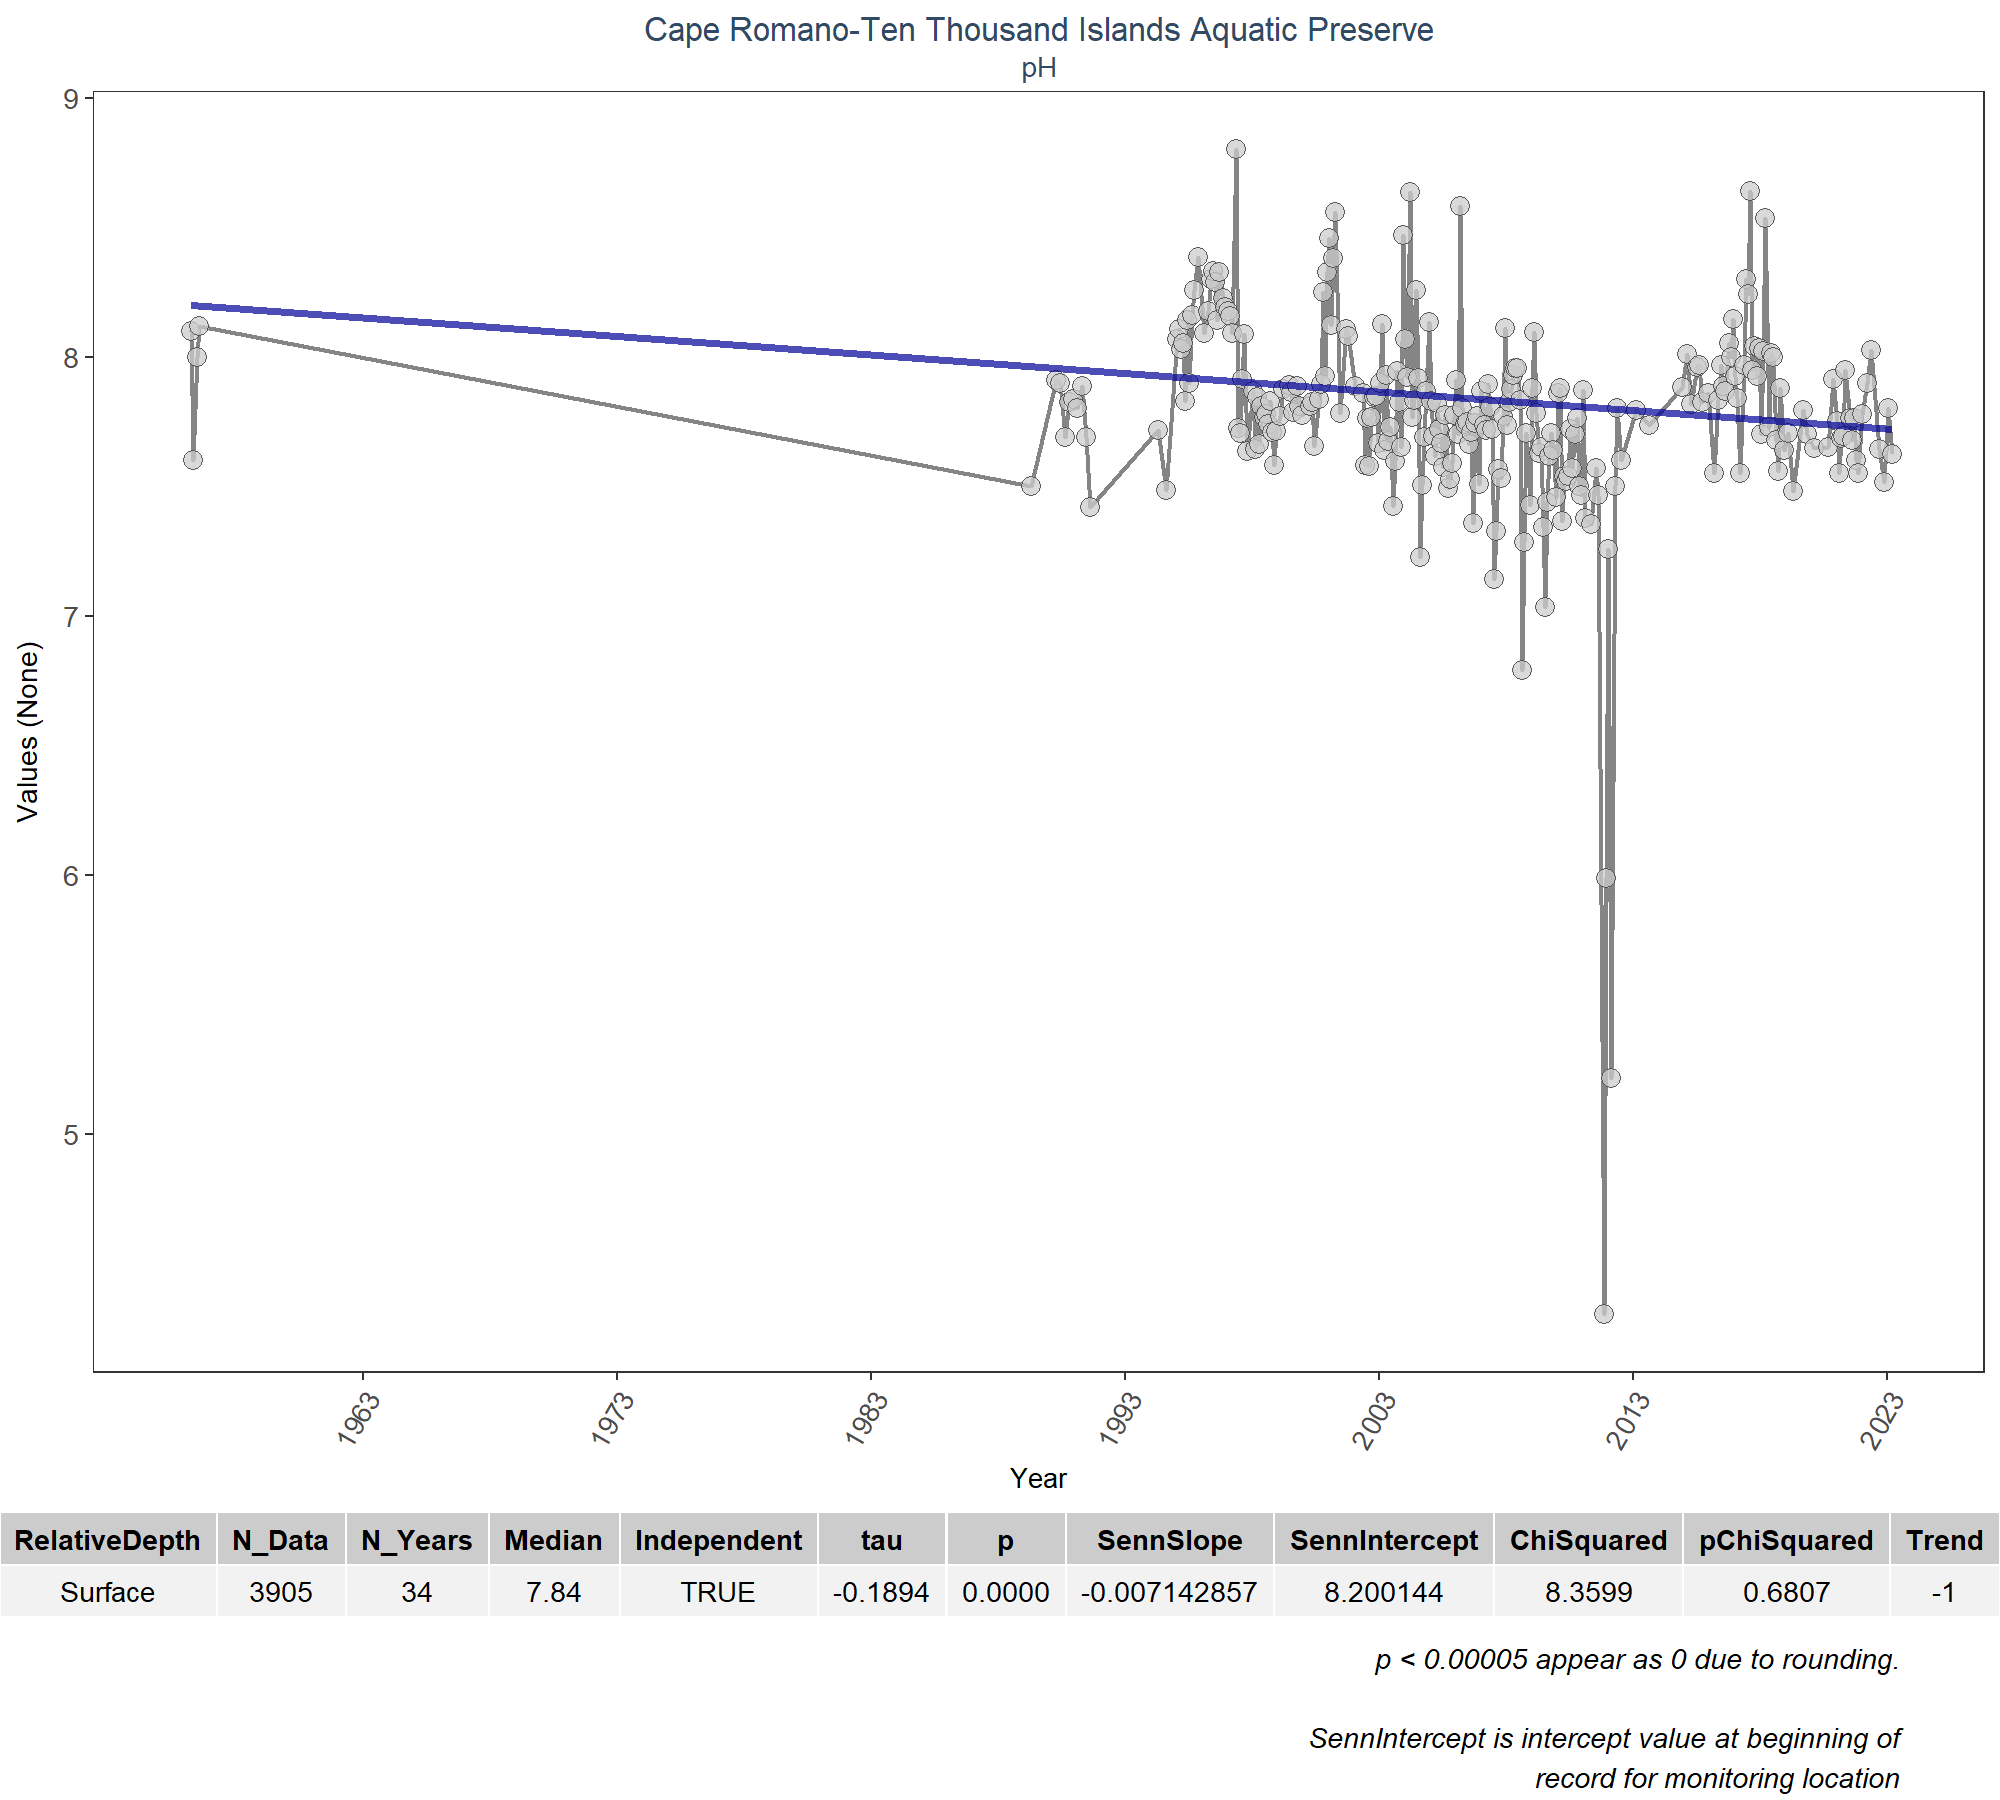 Cape Romano-Ten Thousand Islands Aquatic Preserve
pH
9
8
7
6
5
Values (None)
1963 1973 1983 1993 2003 2013 2023
Year
RelativeDepth N_Data N_Years Median Independent tau p SennSlope SennIntercept ChiSquared pChiSquared Trend
Surface 3905 34 7.84 TRUE -0.1894 0.0000 -0.007142857 8.200144 8.3599 0.6807 -1
p < 0.00005 appear as 0 due to rounding.
SennIntercept is intercept value at beginning of
record for monitoring location